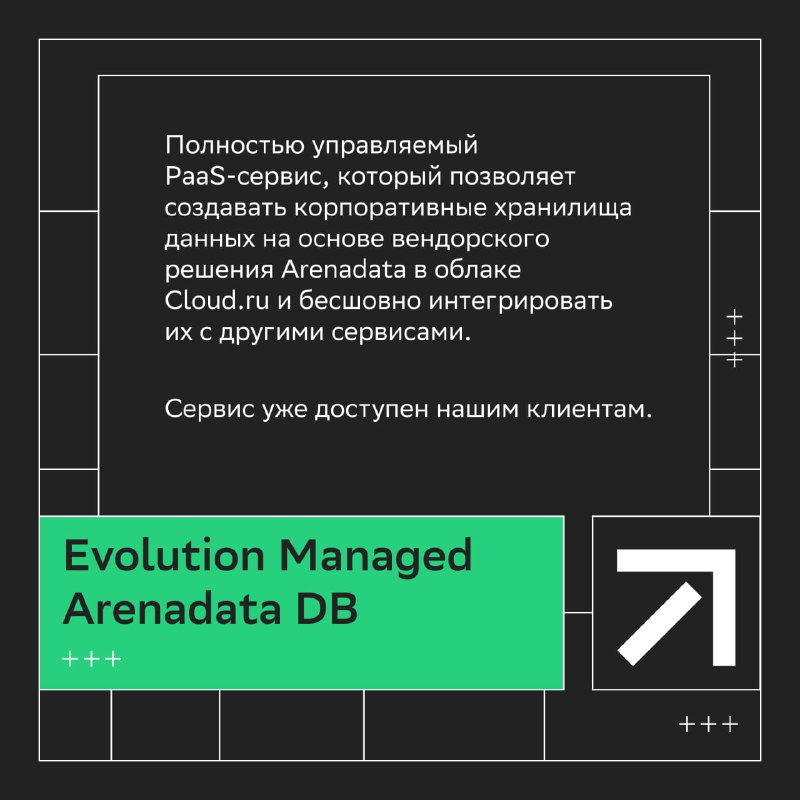 Полностью управляемый
PaaS-сервис, который позволяет
создавать корпоративные хранилища
данных на основе вендорского
решения Arenadata в облаке
Cloud.ru и бесшовно интегрировать
их с другими сервисами.
Сервис уже доступен нашим клиентам.
Evolution Managed
Arenadata DB